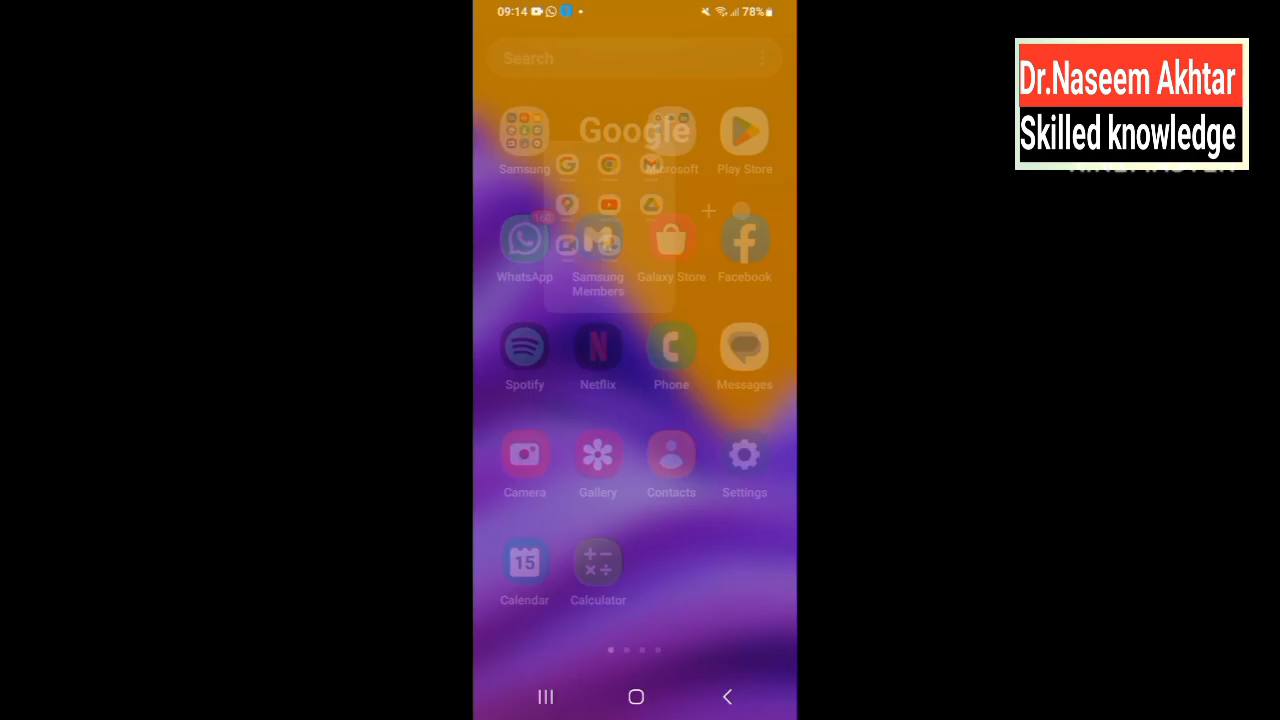 09:14
78%
Search
Google
Samsung
Microsoft
Play Store
160
WhatsApp
Samsung
Members
Galaxy Store
Facebook
Spotify
Netflix
Phone
Messages
Camera
Gallery
Contacts
Settings
15
Calendar
Calculator
Dr.Naseem Akhtar
Skilled knowledge